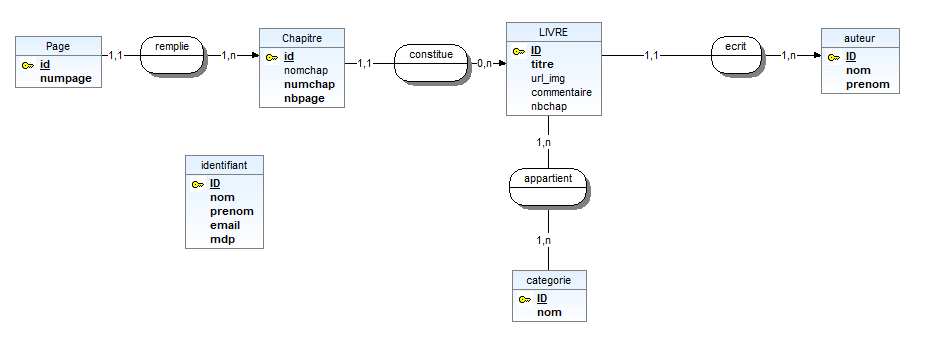 Page
id
numpage
1,1
remplie
1,n
Chapitre
id
nomchap
numchap
nbpage
1,1
constitue
0,n
LIVRE
ID
titre
url_img
commentaire
nbchap
1,1
ecrit
1,n
auteur
ID
nom
prenom
1,n
appartient
1,n
categorie
ID
nom
identifiant
ID
nom
prenom
email
mdp